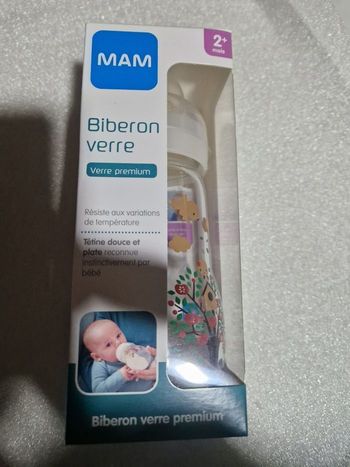 MAM
2+
mois
Biberon
verre
Verre premium
Résiste aux variations
de température
Tétine douce et
plate reconnue
instinctivement par
bébé
Biberon verre premium